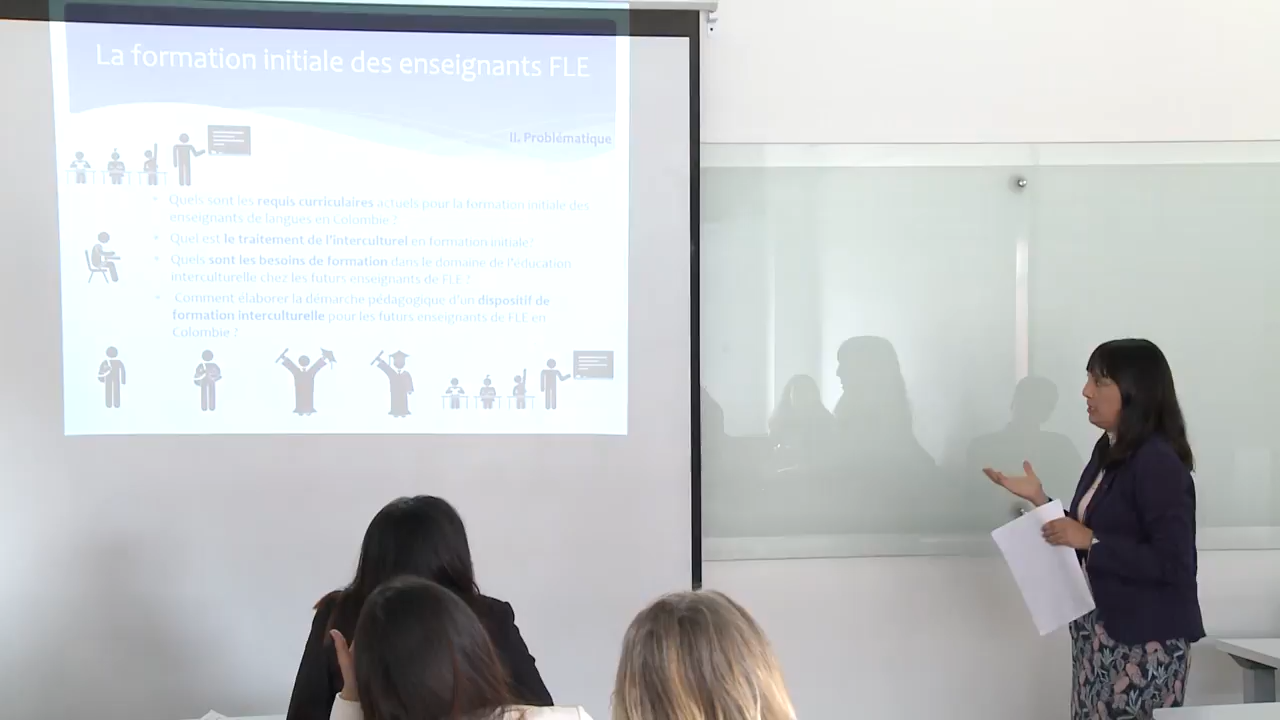 La formation initiale des enseignants FLE
II. Problématique
• Quels sont les requis curriculaires actuels pour la formation initiale des
enseignants de langues en Colombie ?
• Quel est le traitement de l'interculturel en formation initiale?
• Quels sont les besoins de formation dans le domaine de l'éducation
interculturelle chez les futurs enseignants de FLE ?
• Comment élaborer la démarche pédagogique d'un dispositif de
formation interculturelle pour les futurs enseignants de FLE en
Colombie ?